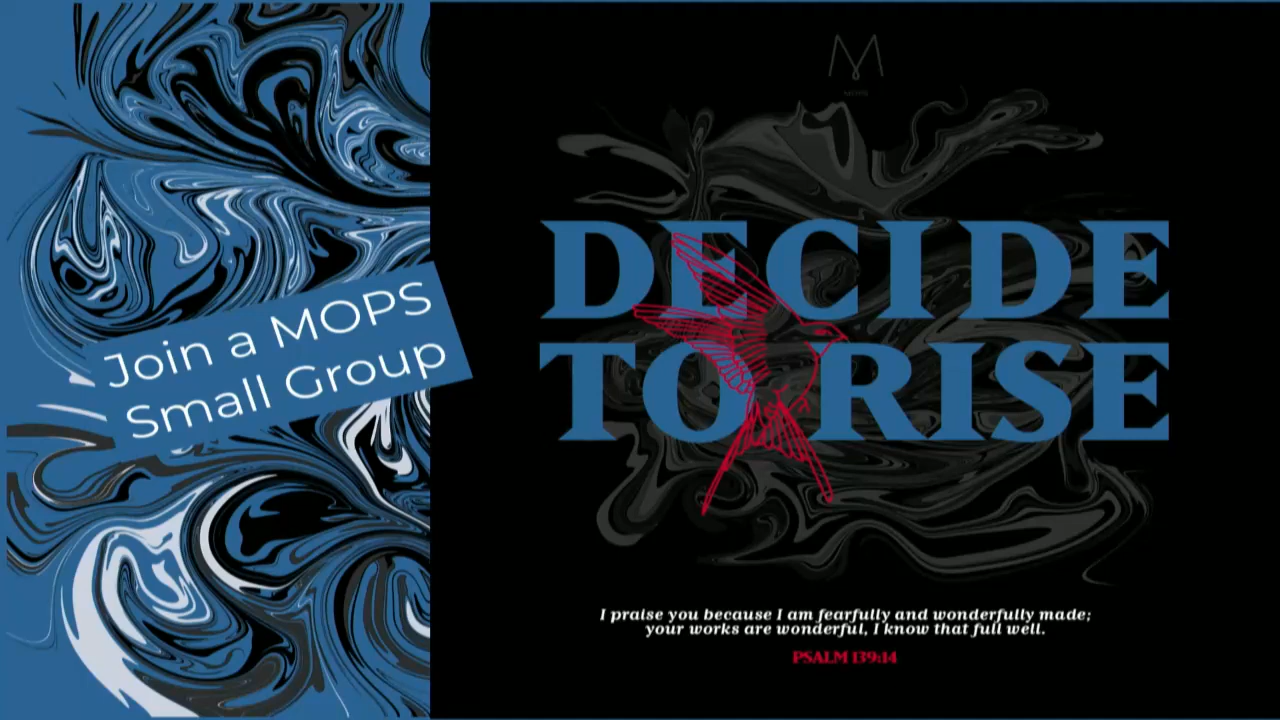 Join a MOPS
Small Group
MOPS
DECIDE
TO RISE
I praise you because I am fearfully and wonderfully made;
your works are wonderful, I know that full well.
PSALM 139:14